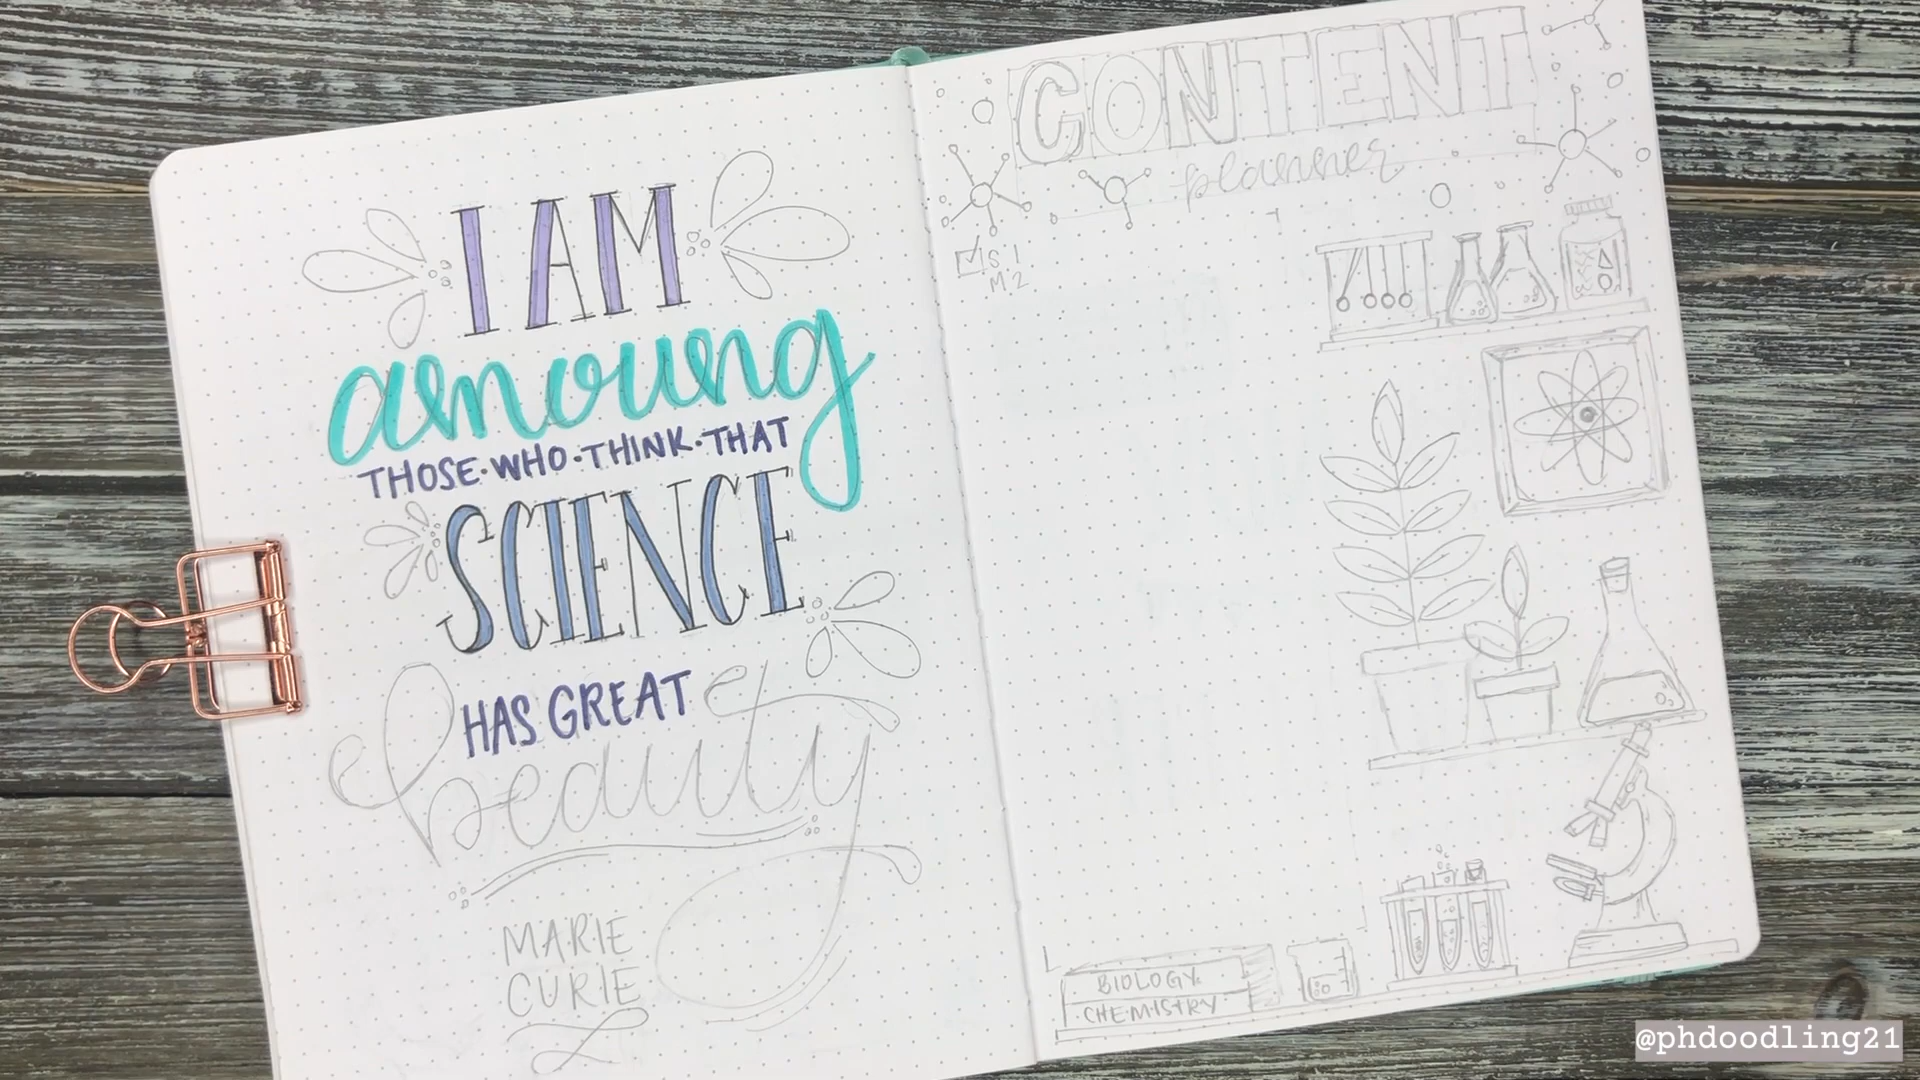 I AM
amoung
THOSE·WHO·THINK·THAT
SCIENCE
HAS GREAT
beauty
MARIE
CURIE
CONTENT
planner
S 1
M 2
BIOLOGY
CHEMISTRY
@phdoodling21